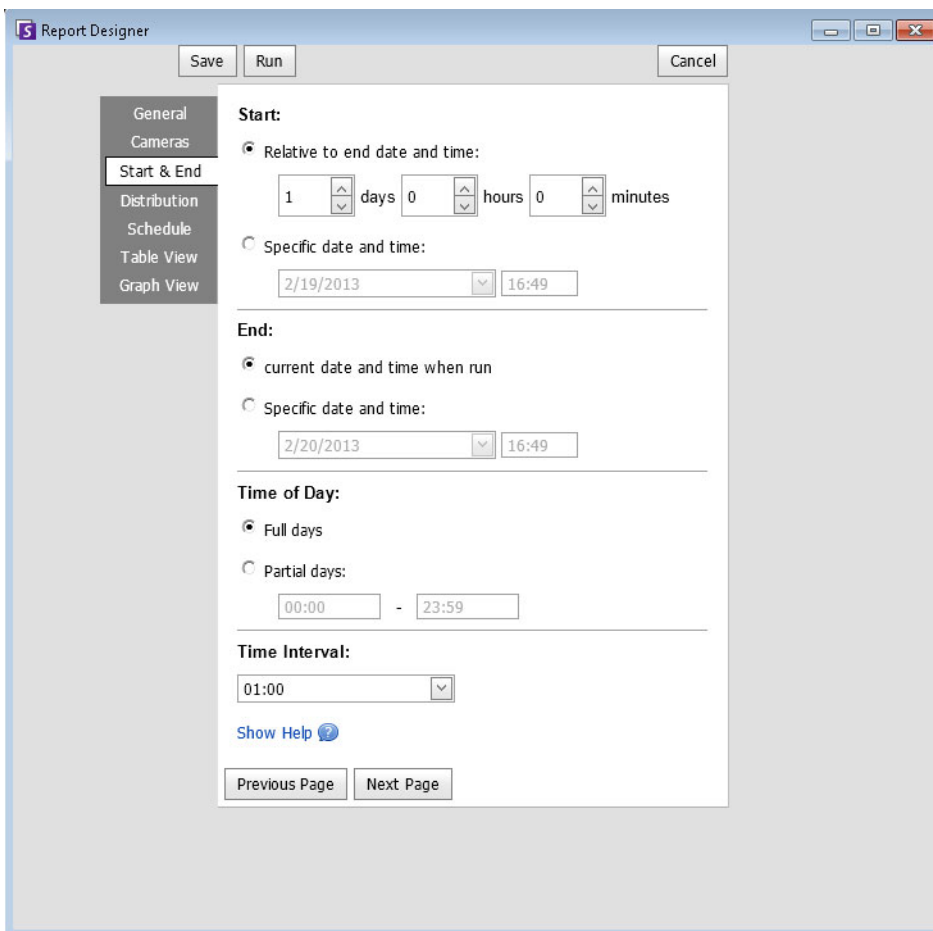 Report Designer
Save Run Cancel
General
Cameras
Start & End
Distribution
Schedule
Table View
Graph View
Start:
Relative to end date and time:
1 days 0 hours 0 minutes
Specific date and time:
2/19/2013 16:49
End:
current date and time when run
Specific date and time:
2/20/2013 16:49
Time of Day:
Full days
Partial days:
00:00 - 23:59
Time Interval:
01:00
Show Help ?
Previous Page Next Page